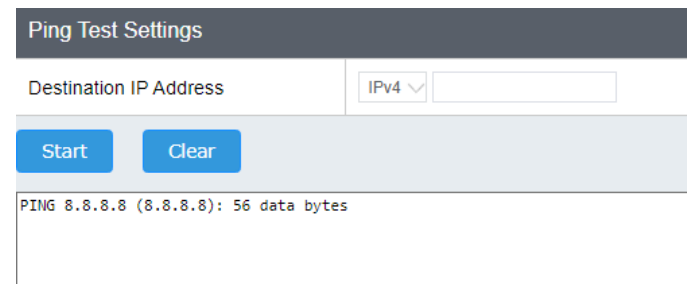 Ping Test Settings
Destination IP Address IPv4
Start Clear
PING 8.8.8.8 (8.8.8.8): 56 data bytes